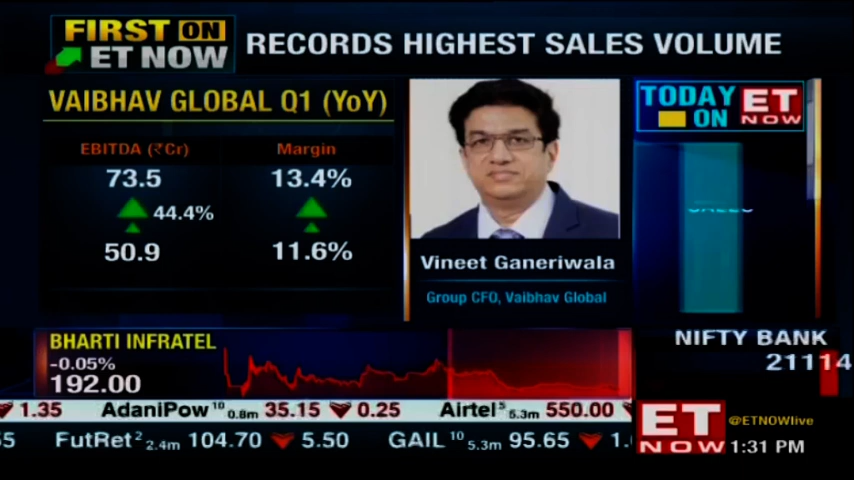 FIRST ON
ET NOW
RECORDS HIGHEST SALES VOLUME
VAIBHAV GLOBAL Q1 (YoY)
EBITDA (₹Cr) Margin
73.5 13.4%
44.4%
50.9 11.6%
Vineet Ganeriwala
Group CFO, Vaibhav Global
TODAY
ON
ET
NOW
BHARTI INFRATEL
-0.05%
192.00
NIFTY BANK
21114
1.35 AdaniPow 10 0.8m 35.15 0.25 Airtel 5 5.3m 550.00
FutRet 2 2.4m 104.70 5.50 GAIL 10 5.3m 95.65
ET
NOW
@ETNOWlive
1:31 PM